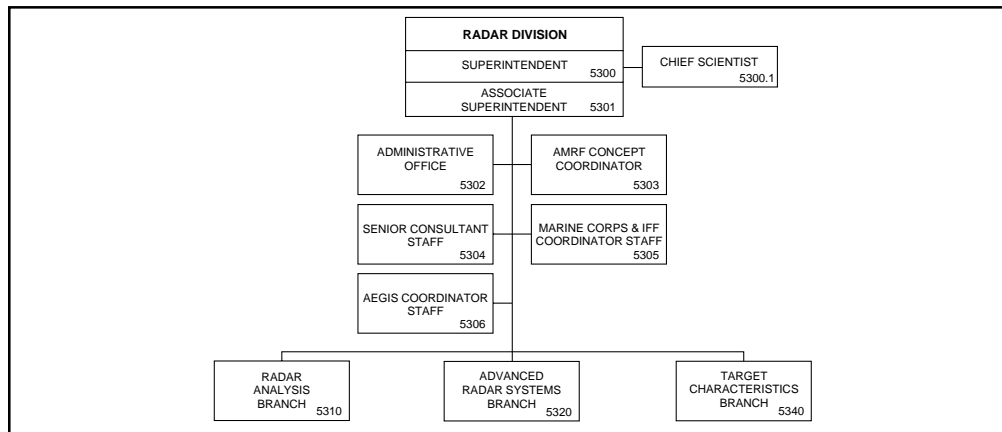 RADAR DIVISION
SUPERINTENDENT
5300
CHIEF SCIENTIST
5300.1
ASSOCIATE
SUPERINTENDENT
5301
ADMINISTRATIVE
OFFICE
5302
AMRF CONCEPT
COORDINATOR
5303
SENIOR CONSULTANT
STAFF
5304
MARINE CORPS & IFF
COORDINATOR STAFF
5305
AEGIS COORDINATOR
STAFF
5306
RADAR
ANALYSIS
BRANCH
5310
ADVANCED
RADAR SYSTEMS
BRANCH
5320
TARGET
CHARACTERISTICS
BRANCH
5340